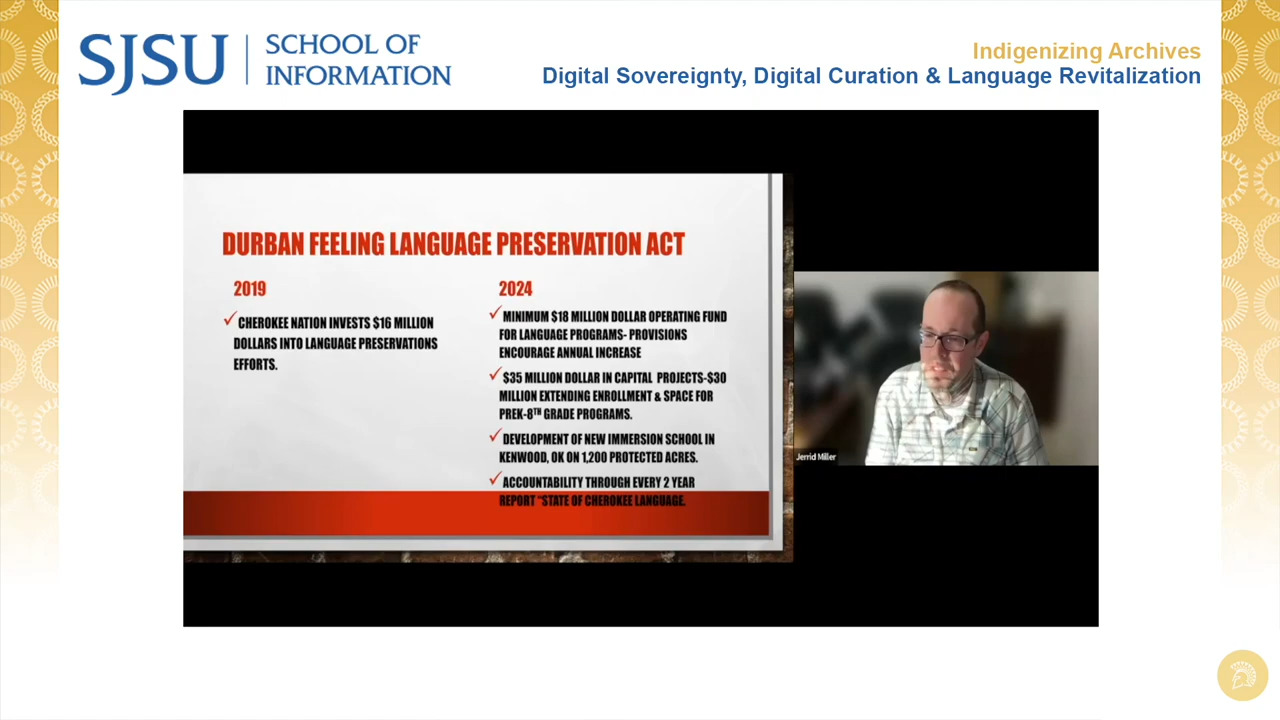 SJSU | SCHOOL OF
INFORMATION
Indigenizing Archives
Digital Sovereignty, Digital Curation & Language Revitalization
DURBAN FEELING LANGUAGE PRESERVATION ACT
2019
CHEROKEE NATION INVESTS $16 MILLION
DOLLARS INTO LANGUAGE PRESERVATIONS
EFFORTS.
2024
MINIMUM $18 MILLION DOLLAR OPERATING FUND
FOR LANGUAGE PROGRAMS- PROVISIONS
ENCOURAGE ANNUAL INCREASE
$35 MILLION DOLLAR IN CAPITAL PROJECTS-$30
MILLION EXTENDING ENROLLMENT & SPACE FOR
PREK-8TH GRADE PROGRAMS.
DEVELOPMENT OF NEW IMMERSION SCHOOL IN
KENWOOD, OK ON 1,200 PROTECTED ACRES.
ACCOUNTABILITY THROUGH EVERY 2 YEAR
REPORT "STATE OF CHEROKEE LANGUAGE.
Jerrid Miller